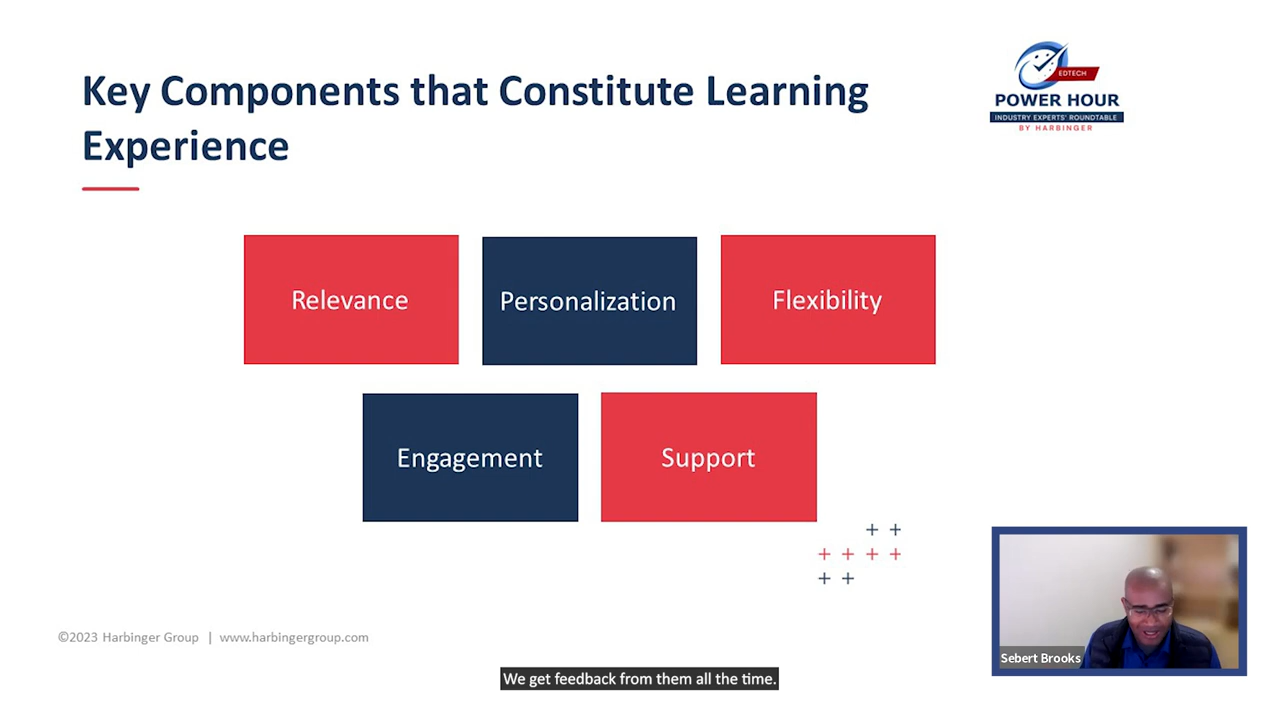 Key Components that Constitute Learning
Experience
EDTECH
POWER HOUR
INDUSTRY EXPERTS' ROUNDTABLE
BY HARBINGER
Relevance
Personalization
Flexibility
Engagement
Support
©2023 Harbinger Group | www.harbingergroup.com
Sebert Brooks
We get feedback from them all the time.